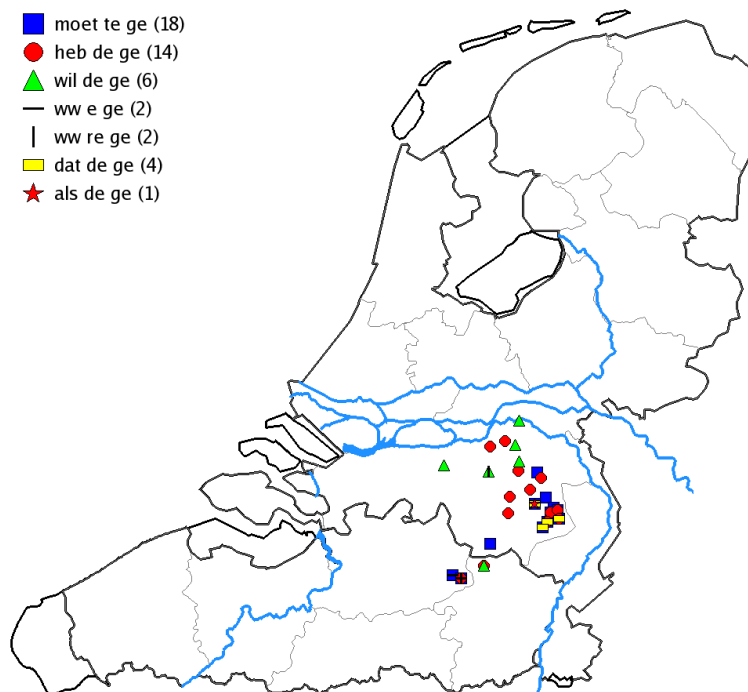 moet te ge (18)
heb de ge (14)
wil de ge (6)
ww e ge (2)
ww re ge (2)
dat de ge (4)
als de ge (1)